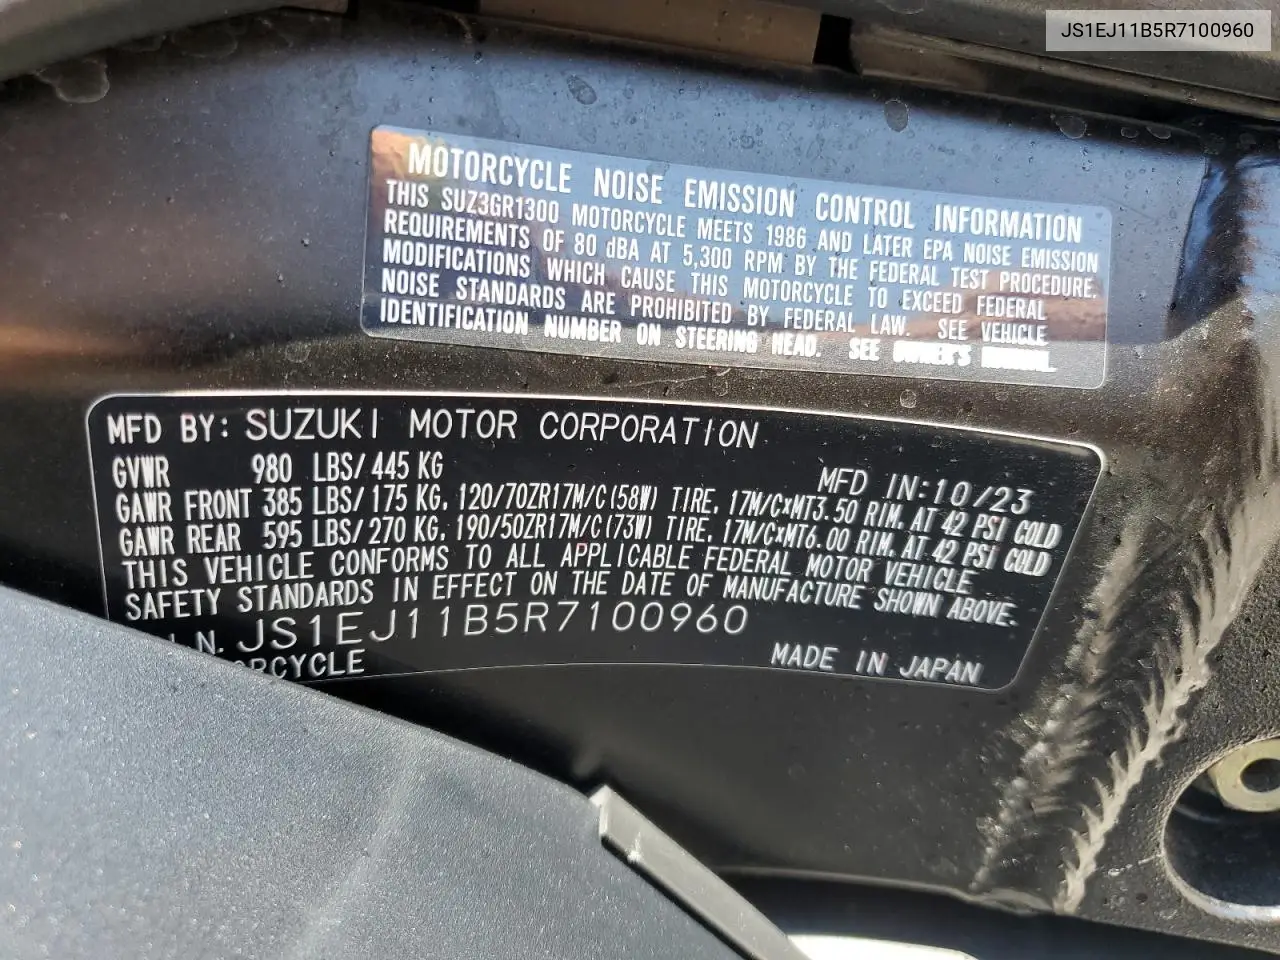 JS1EJ11B5R7100960
MOTORCYCLE NOISE EMISSION CONTROL INFORMATION
THIS SUZ3GR1300 MOTORCYCLE MEETS 1986 AND LATER EPA NOISE EMISSION
REQUIREMENTS OF 80 dBA AT 5,300 RPM BY THE FEDERAL TEST PROCEDURE.
MODIFICATIONS WHICH CAUSE THIS MOTORCYCLE TO EXCEED FEDERAL
NOISE STANDARDS ARE PROHIBITED BY FEDERAL LAW. SEE VEHICLE
IDENTIFICATION NUMBER ON STEERING HEAD. SEE OWNER'S MANUAL.
MFD BY: SUZUKI MOTOR CORPORATION
GVWR 980 LBS/445 KG MFD IN:10/23
GAWR FRONT 385 LBS/175 KG, 120/70ZR17M/C(58W) TIRE, 17M/CxMT3.50 RIM, AT 42 PSI COLD
GAWR REAR 595 LBS/270 KG, 190/50ZR17M/C(73W) TIRE, 17M/CxMT6.00 RIM, AT 42 PSI COLD
THIS VEHICLE CONFORMS TO ALL APPLICABLE FEDERAL MOTOR VEHICLE
SAFETY STANDARDS IN EFFECT ON THE DATE OF MANUFACTURE SHOWN ABOVE.
I.N. JS1EJ11B5R7100960
RCYCLE MADE IN JAPAN